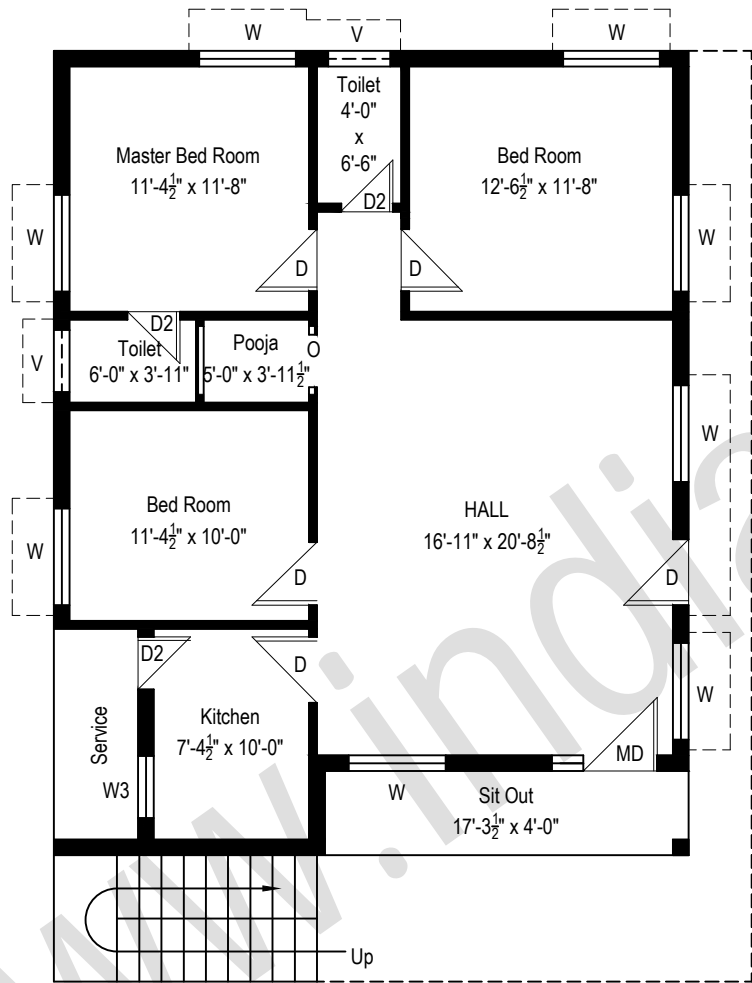 W
V
W
Toilet
4'-0"
x
6'-6"
Master Bed Room
11'-4½" x 11'-8"
Bed Room
12'-6½" x 11'-8"
D2
W
W
D
D
D2
V
Toilet
6'-0" x 3'-11"
Pooja
5'-0" x 3'-11½"
O
W
Bed Room
11'-4½" x 10'-0"
HALL
16'-11" x 20'-8½"
W
D
D
D2
D
W
Service
Kitchen
7'-4½" x 10'-0"
MD
W3
W
Sit Out
17'-3½" x 4'-0"
Up
www.india